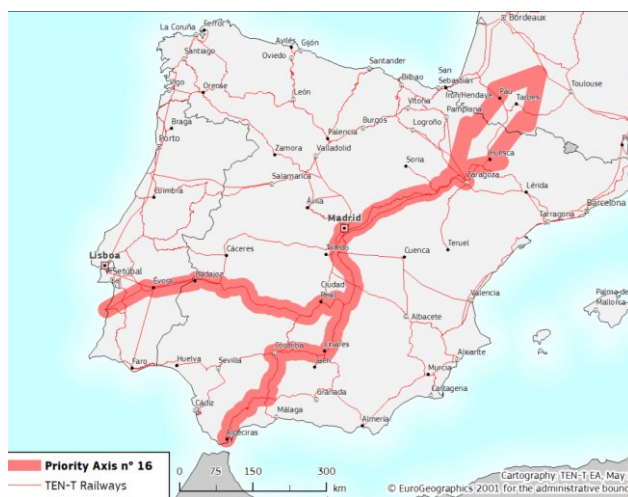 Bordeaux
La Coruña
Ferrol
Avilés
Gijón
Santiago
Oviedo
Santander
San
Sebastián
Bilbao
Irún/Hendaye
Pau
Tarbes
Toulouse
Vigo
Orense
León
Vitoria
Pamplona
Logroño
Burgos
Braga
Palencia
Huesca
Porto
Zamora
Valladolid
Soria
Zaragoza
Salamanca
Lérida
Barcelona
Ávila
Tarragona
Coimbra
Madrid
Teruel
Toledo
Cuenca
Cáceres
Lisboa
Setúbal
Évora
Badajoz
Ciudad
Real
Valencia
Palma de
Mallorca
Albacete
Linares
Alicante
Córdoba
Jaén
Murcia
Faro
Huelva
Sevilla
Cartagena
Granada
Cádiz
Málaga
Almería
Algeciras
Priority Axis n° 16
TEN-T Railways
0 75 150 300
km
Cartography: TEN-T EA, May
© EuroGeographics 2001 for the administrative bound